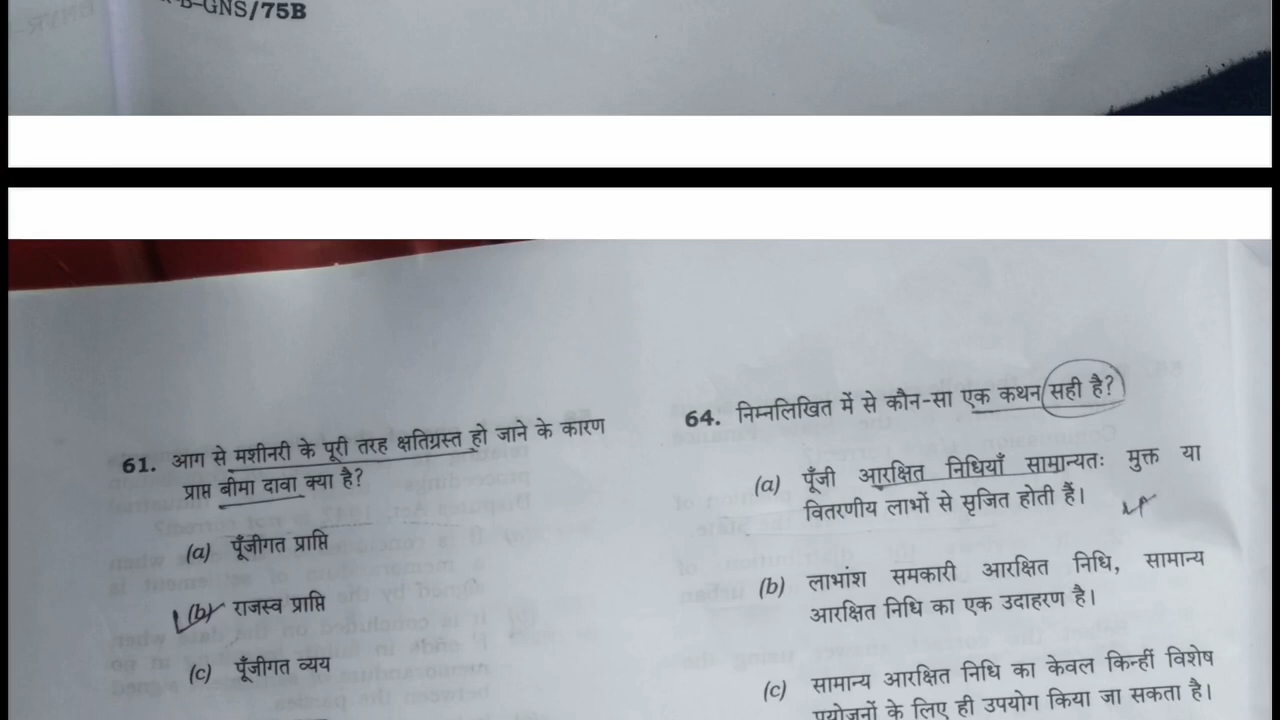 B-GNS/75B
61. आग से मशीनरी के पूरी तरह क्षतिग्रस्त हो जाने के कारण
प्राप्त बीमा दावा क्या है?
(a) पूँजीगत प्राप्ति
(b) राजस्व प्राप्ति
(c) पूँजीगत व्यय
64. निम्नलिखित में से कौन-सा एक कथन सही है?
(a) पूँजी आरक्षित निधियाँ सामान्यतः मुक्त या
वितरणीय लाभों से सृजित होती हैं।
(b) लाभांश समकारी आरक्षित निधि, सामान्य
आरक्षित निधि का एक उदाहरण है।
(c) सामान्य आरक्षित निधि का केवल किन्हीं विशेष
प्रयोजनों के लिए ही उपयोग किया जा सकता है।